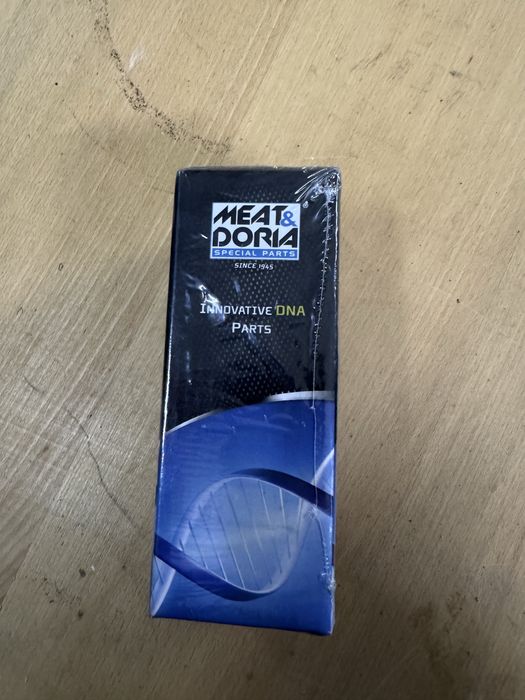 MEAT&
DORIA
SPECIAL PARTS
SINCE 1945
INNOVATIVE DNA
PARTS